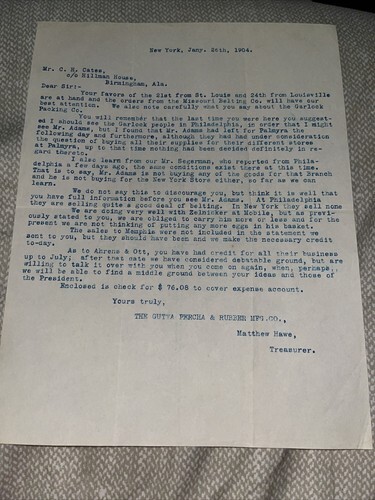 New York, Jany. 26th, 1904.
Mr. C. R. Cates,
c/o Hillman House,
Birmingham, Ala.
Dear Sir:-
Your favors of the 21st from St. Louis and 24th from Louisville
are at hand and the orders from the Missouri Belting Co. will have our
best attention. We also note carefully what you say about the Garlock
Packing Co.
You will remember that the last time you were here you suggest-
ed I should see the Garlock people in Philadelphia, in order that I might
see Mr. Adams, but I found that Mr. Adams had left for Palmyra the
following day and furthermore, although they had had under consideration
the question of buying all their supplies for their different stores
at Palmyra, up to that time nothing had been decided definitely in re-
gard thereto.
I also learn from our Mr. Segerman, who reported from Phila-
delphia a few days ago, the same conditions exist there at this time.
That is to say, Mr. Adams is not buying any of the goods for that Branch
and he is not buying for the New York Store either, so far as we can
learn.
We do not say this to discourage you, but think it is well that
you have full information before you see Mr. Adams. At Philadelphia
they are selling quite a good deal of belting. In New York they sell none
We are doing very well with Zelnicker at Mobile, but as previ-
ously stated to you, we are obliged to carry him more or less and for the
present we are not thinking of putting any more eggs in his basket.
The sales to Memphis were not included in the statement we
sent to you, but they should have been and we make the necessary credit
to-day.
As to Ahrens & Ott, you have had credit for all their business
up to July; after that date we have considered debatable ground, but are
willing to talk it over with you when you come on again, when, perhaps,
we will be able to find a middle ground between your ideas and those of
the President.
Enclosed is check for $ 76.08 to cover expense account.
Yours truly,
THE GUTTA PERCHA & RUBBER MFG.CO.,
Matthew Hawe,
Treasurer.